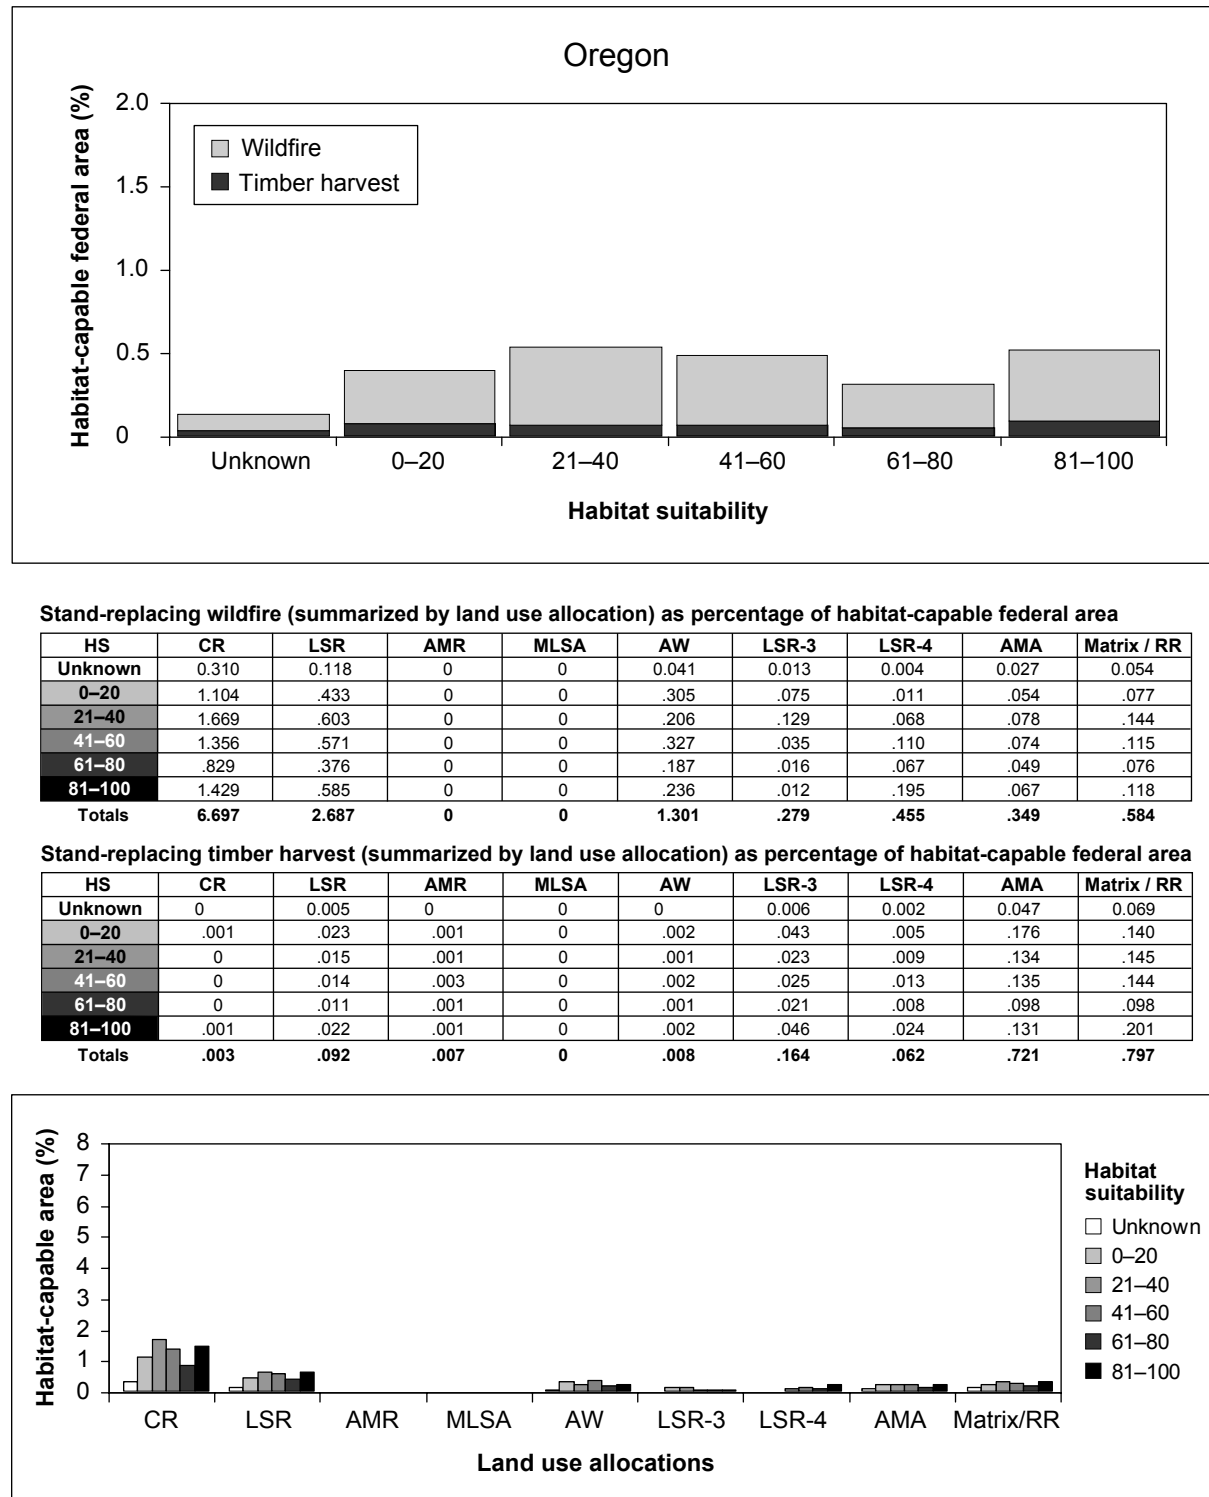 Oregon
Habitat-capable federal area (%)
2.0
1.5
1.0
0.5
0
Wildfire
Timber harvest
Unknown 0–20 21–40 41–60 61–80 81–100
Habitat suitability
Stand-replacing wildfire (summarized by land use allocation) as percentage of habitat-capable federal area
HS CR LSR AMR MLSA AW LSR-3 LSR-4 AMA Matrix / RR
Unknown 0.310 0.118 0 0 0.041 0.013 0.004 0.027 0.054
0–20 1.104 .433 0 0 .305 .075 .011 .054 .077
21–40 1.669 .603 0 0 .206 .129 .068 .078 .144
41–60 1.356 .571 0 0 .327 .035 .110 .074 .115
61–80 .829 .376 0 0 .187 .016 .067 .049 .076
81–100 1.429 .585 0 0 .236 .012 .195 .067 .118
Totals 6.697 2.687 0 0 1.301 .279 .455 .349 .584
Stand-replacing timber harvest (summarized by land use allocation) as percentage of habitat-capable federal area
HS CR LSR AMR MLSA AW LSR-3 LSR-4 AMA Matrix / RR
Unknown 0 0.005 0 0 0 0.006 0.002 0.047 0.069
0–20 .001 .023 .001 0 .002 .043 .005 .176 .140
21–40 0 .015 .001 0 .001 .023 .009 .134 .145
41–60 0 .014 .003 0 .002 .025 .013 .135 .144
61–80 0 .011 .001 0 .001 .021 .008 .098 .098
81–100 .001 .022 .001 0 .002 .046 .024 .131 .201
Totals .003 .092 .007 0 .008 .164 .062 .721 .797
Habitat-capable area (%)
8
7
6
5
4
3
2
1
0
CR LSR AMR MLSA AW LSR-3 LSR-4 AMA Matrix/RR
Land use allocations
Habitat
suitability
Unknown
0–20
21–40
41–60
61–80
81–100